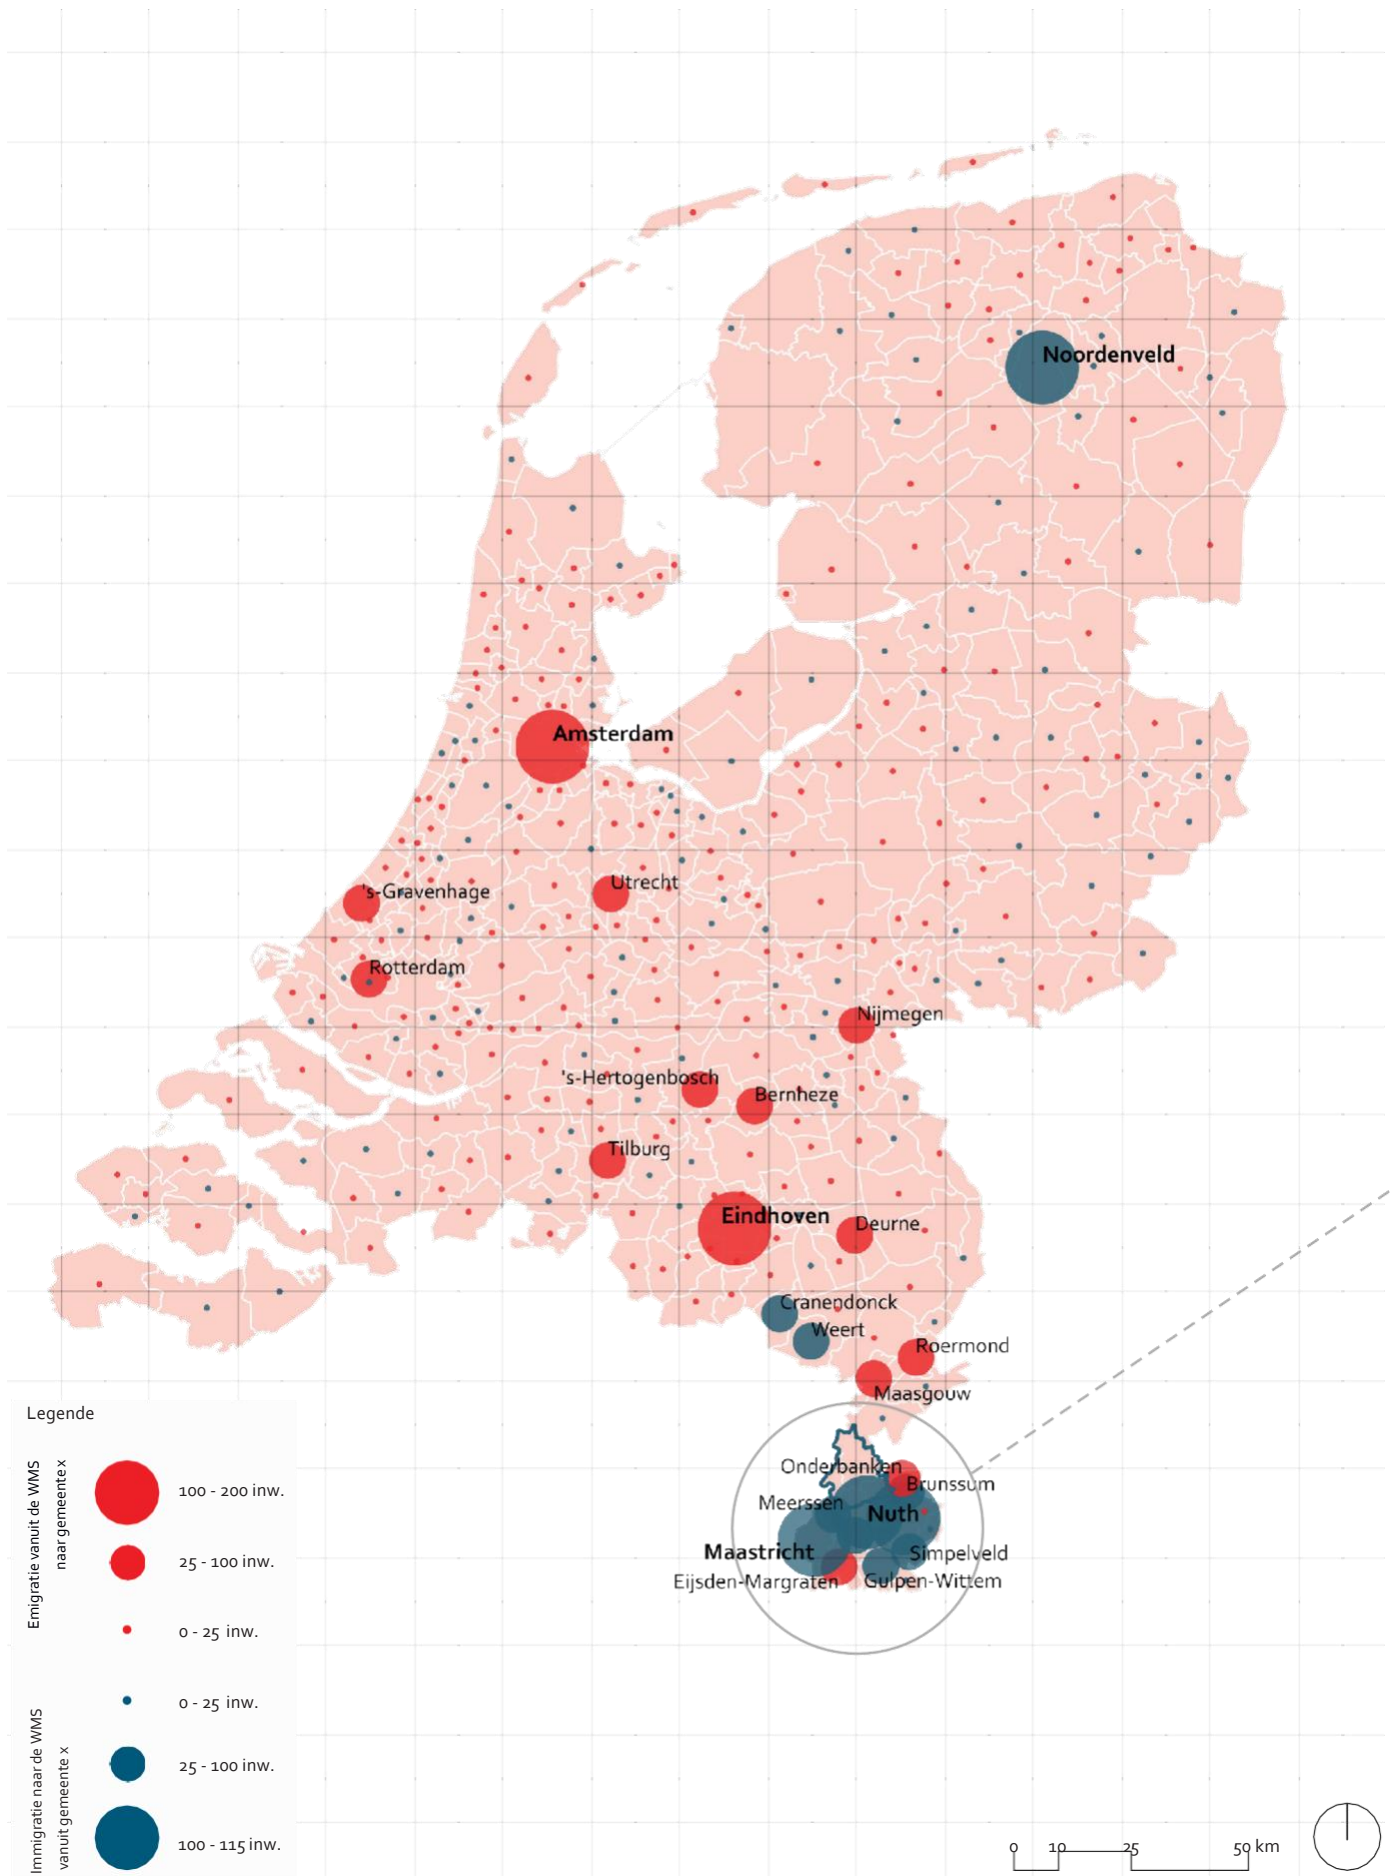 Noordenveld
Amsterdam
Utrecht
's-Gravenhage
Rotterdam
Nijmegen
's-Hertogenbosch
Bernheze
Tilburg
Eindhoven
Deurne
Cranendonck
Weert
Roermond
Maasgouw
Onderbanken
Brunssum
Meerssen
Nuth
Maastricht
Simpelveld
Eijsden-Margraten
Gulpen-Wittem
Legende
Emigratie vanuit de WMS
naar gemeente x
100 - 200 inw.
25 - 100 inw.
0 - 25 inw.
Immigratie naar de WMS
vanuit gemeente x
0 - 25 inw.
25 - 100 inw.
100 - 115 inw.
0 10 25 50 km